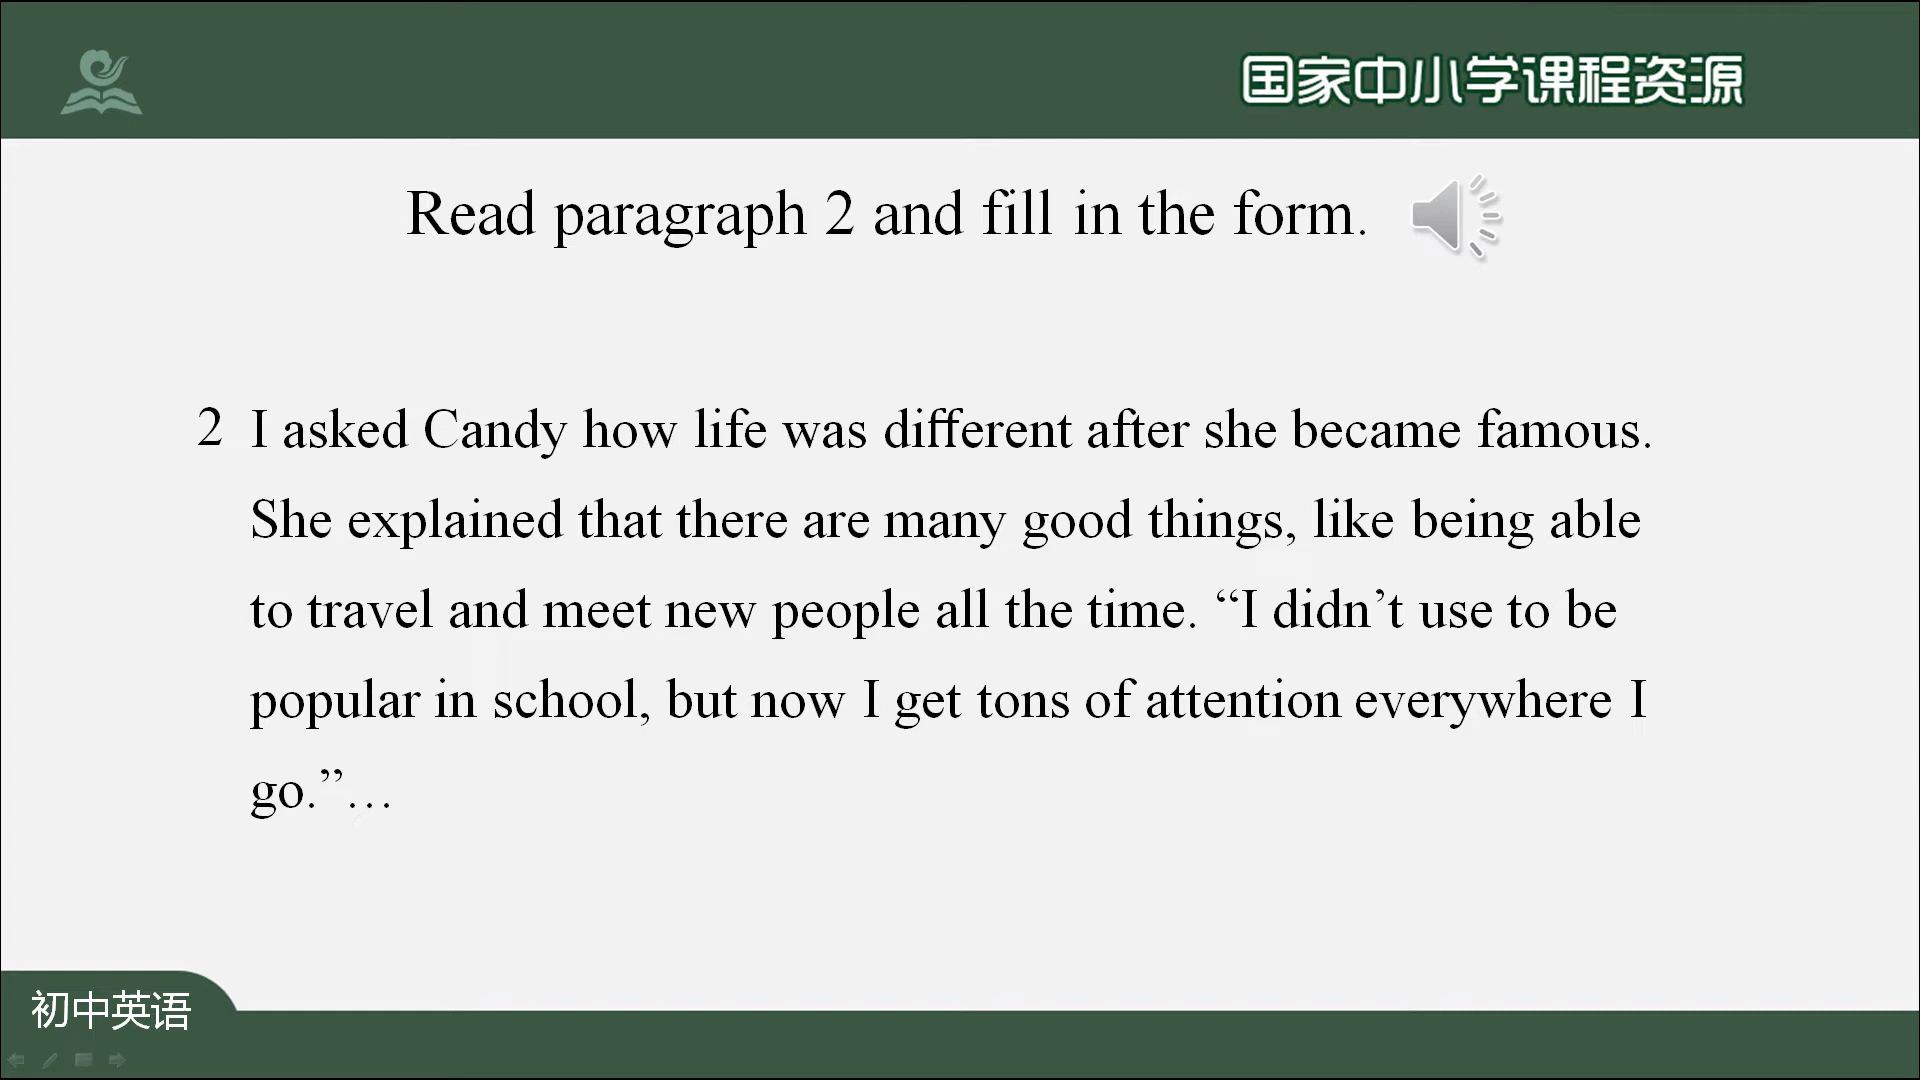 国家中小学课程资源
Read paragraph 2 and fill in the form.
2 I asked Candy how life was different after she became famous.
She explained that there are many good things, like being able
to travel and meet new people all the time. “I didn’t use to be
popular in school, but now I get tons of attention everywhere I
go.”…
初中英语